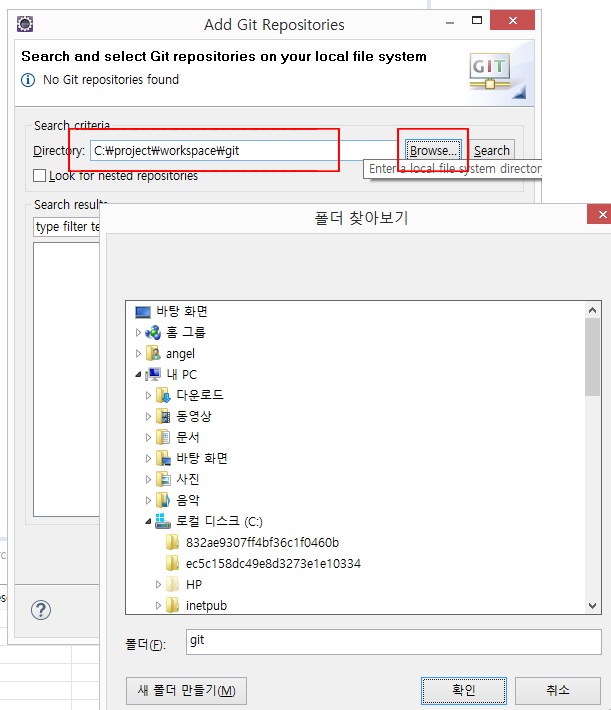 Add Git Repositories
Search and select Git repositories on your local file system
GIT
No Git repositories found
Search criteria
Directory: C:₩project₩workspace₩git Browse... Search
Enter a local file system director
Look for nested repositories
Search results
type filter te
폴더 찾아보기
바탕 화면
홈 그룹
angel
내 PC
다운로드
동영상
문서
바탕 화면
사진
음악
로컬 디스크 (C:)
832ae9307ff4bf36c1f0460b
ec5c158dc49e8d3273e1e10334
HP
inetpub
폴더(F): git
새 폴더 만들기(M) 확인 취소